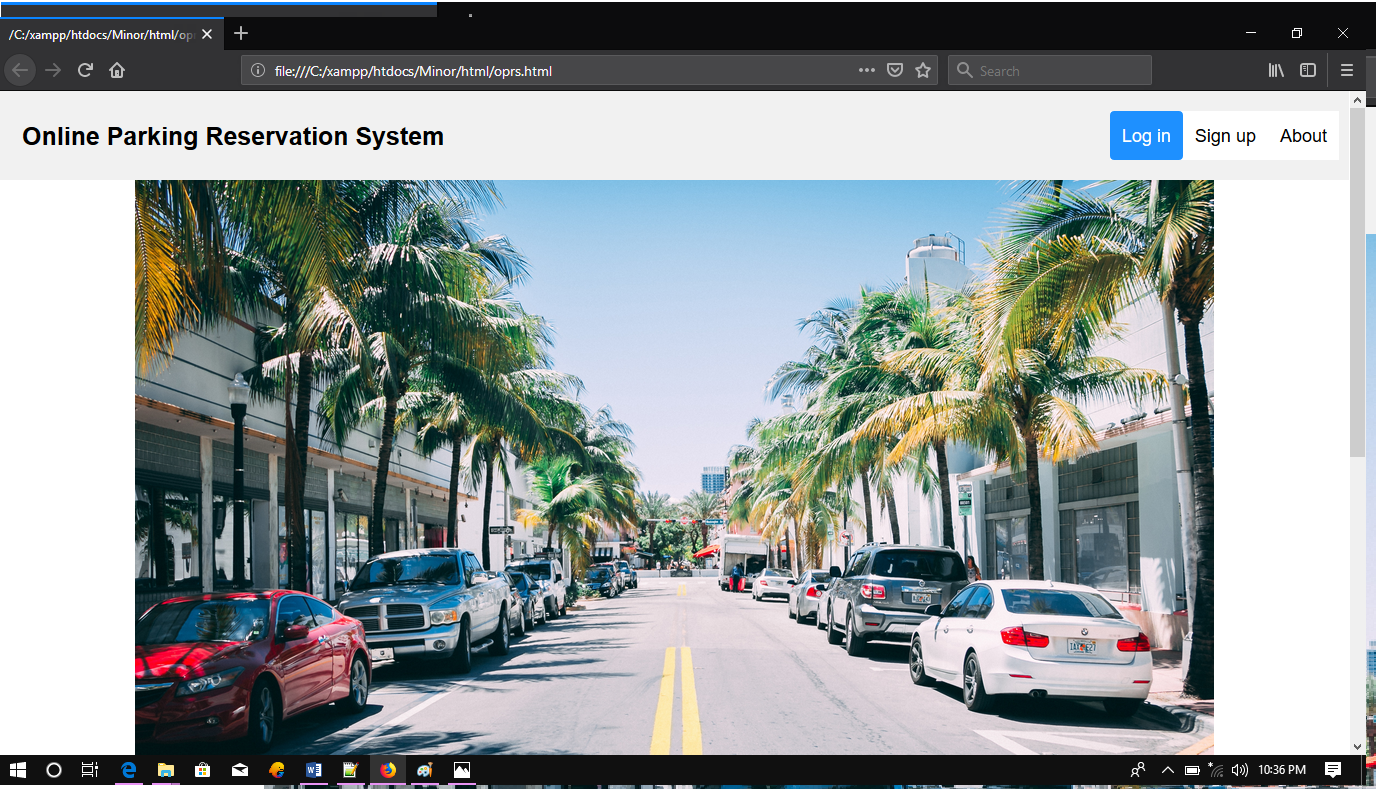 /C:/xampp/htdocs/Minor/html/opr
file:///C:/xampp/htdocs/Minor/html/oprs.html
Search
Online Parking Reservation System
Log in
Sign up
About
10:36 PM